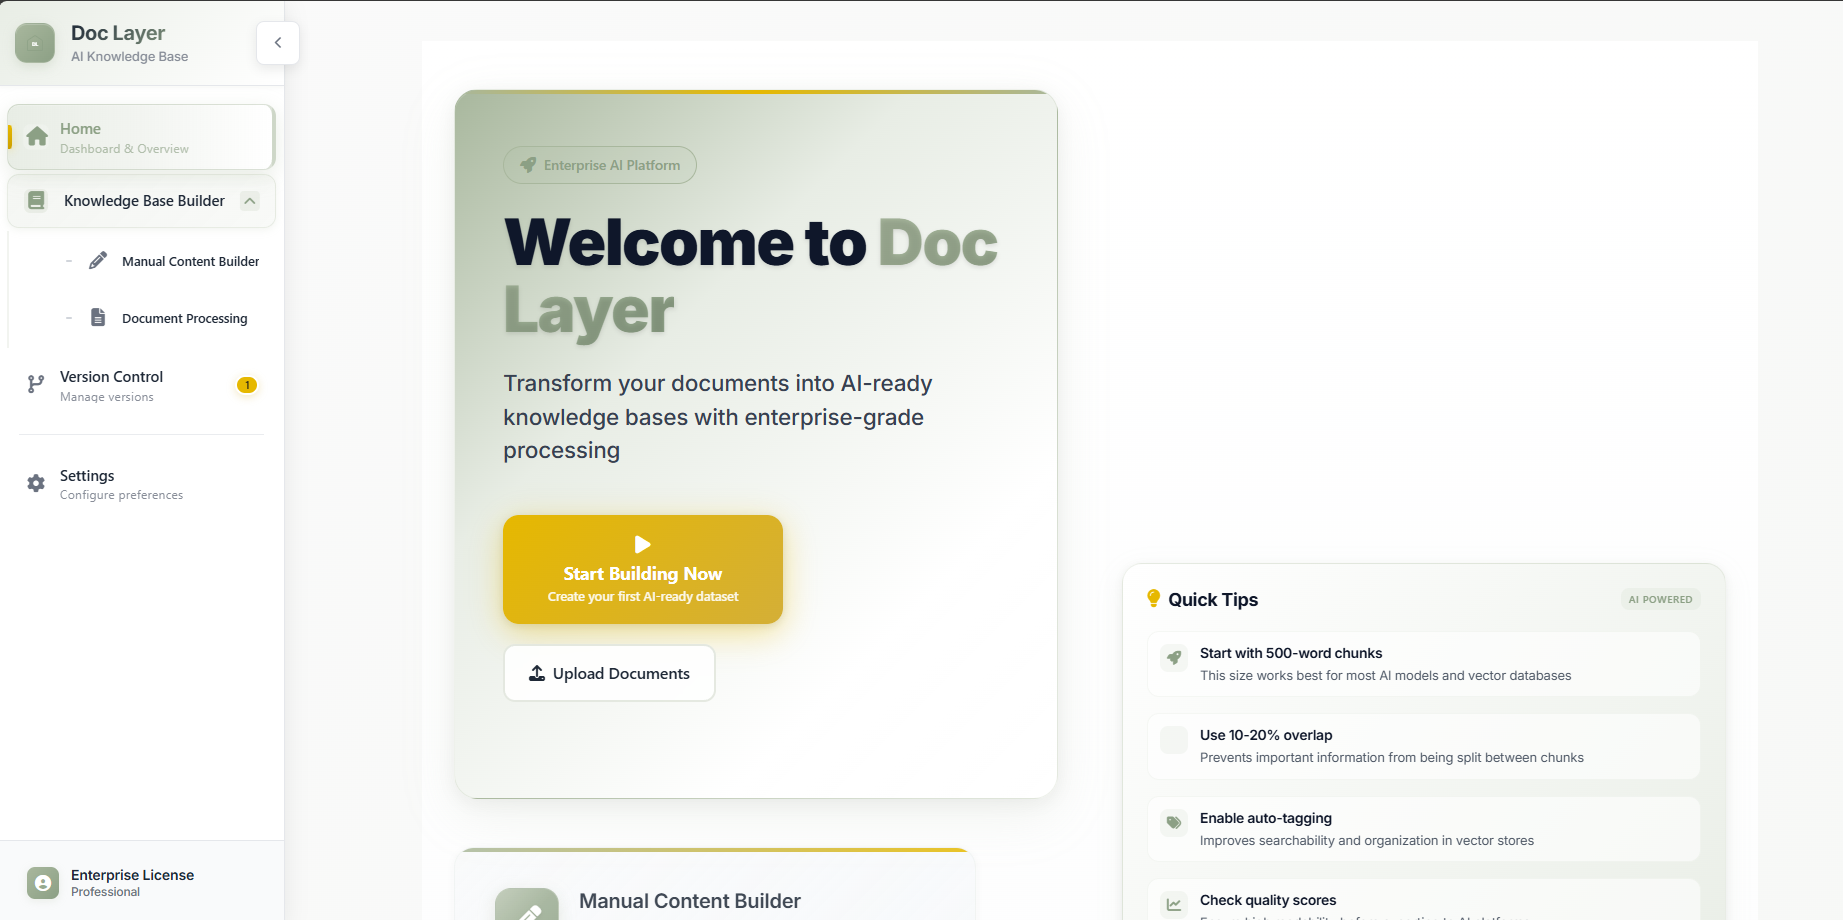 DL
Doc Layer
AI Knowledge Base
Home
Dashboard & Overview
Knowledge Base Builder
Manual Content Builder
Document Processing
Version Control
1
Manage versions
Settings
Configure preferences
Enterprise License
Professional
Enterprise AI Platform
Welcome to Doc
Layer
Transform your documents into AI-ready
knowledge bases with enterprise-grade
processing
Start Building Now
Create your first AI-ready dataset
Upload Documents
Manual Content Builder
Quick Tips
AI POWERED
Start with 500-word chunks
This size works best for most AI models and vector databases
Use 10-20% overlap
Prevents important information from being split between chunks
Enable auto-tagging
Improves searchability and organization in vector stores
Check quality scores